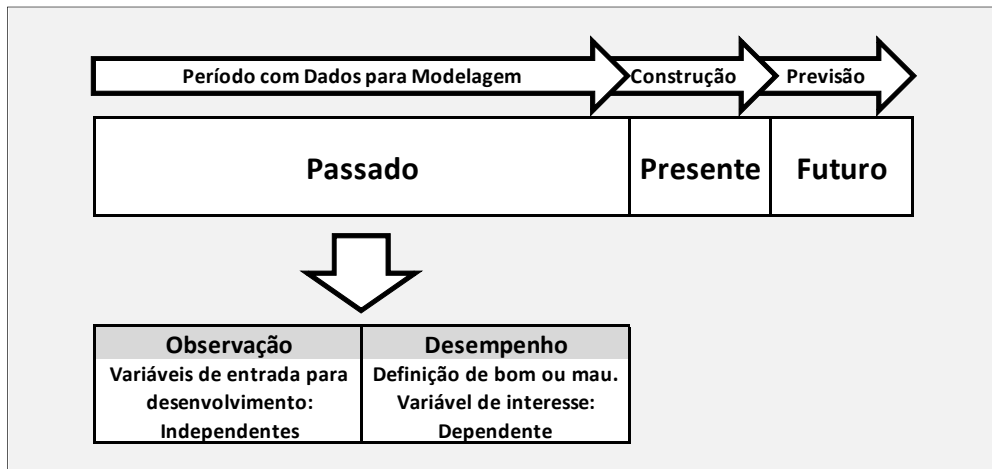 Período com Dados para Modelagem
Construção
Previsão
Passado
Presente
Futuro
Observação
Variáveis de entrada para
desenvolvimento:
Independentes
Desempenho
Definição de bom ou mau.
Variável de interesse:
Dependente